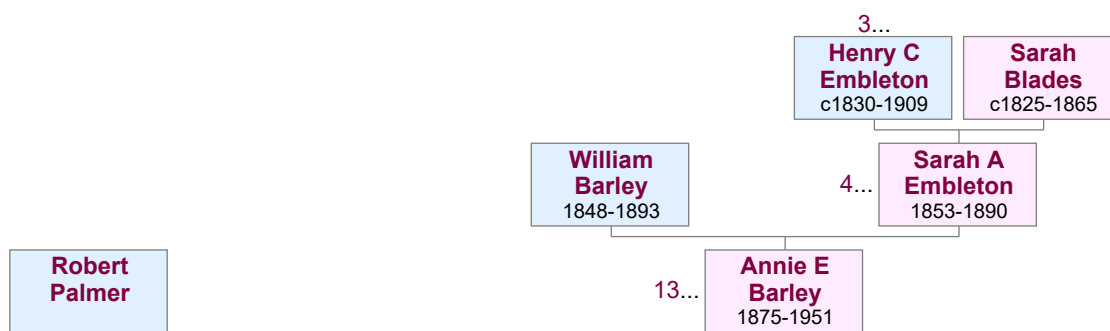 3...
Henry C
Embleton
c1830-1909
Sarah
Blades
c1825-1865
William
Barley
1848-1893
4...
Sarah A
Embleton
1853-1890
Robert
Palmer
13...
Annie E
Barley
1875-1951